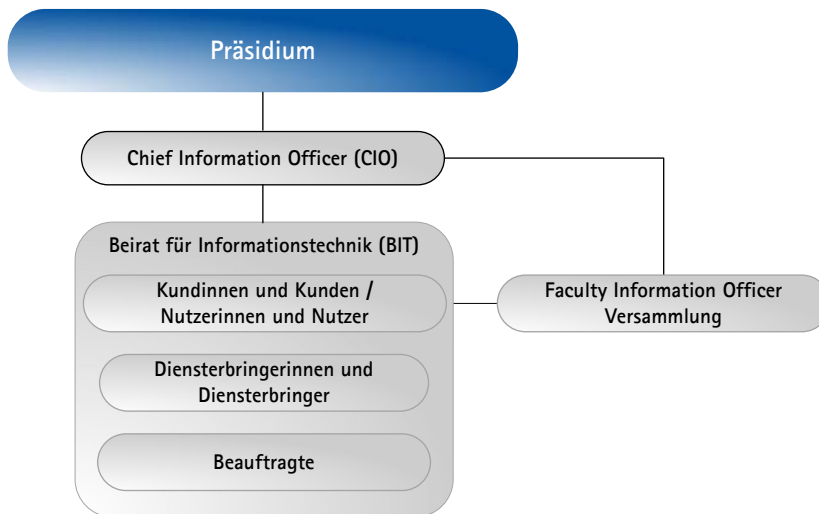 Präsidium
Chief Information Officer (CIO)
Beirat für Informationstechnik (BIT)
Kundinnen und Kunden /
Nutzerinnen und Nutzer
Faculty Information Officer
Versammlung
Diensterbringerinnen und
Diensterbringer
Beauftragte